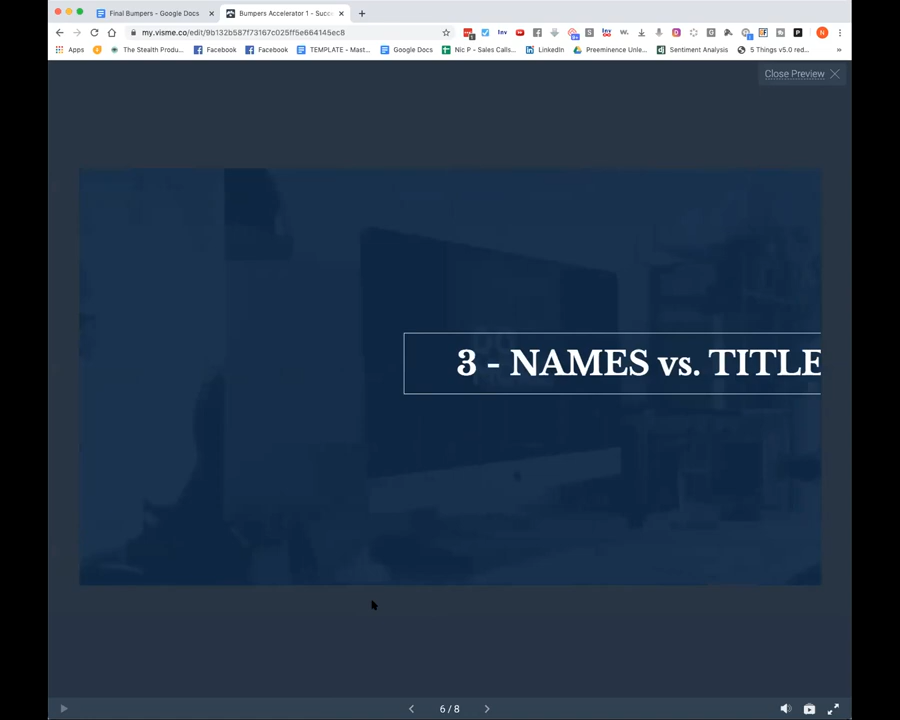 Final Bumpers - Google Docs
Bumpers Accelerator 1 - Succ
my.visme.co/edit/9b132b587f73167c025ff5e664145ec8
Apps
The Stealth Produ...
Facebook
Facebook
TEMPLATE - Mast...
Google Docs
Nic P - Sales Calls...
LinkedIn
Preeminence Unle...
Sentiment Analysis
5 Things v5.0 red...
»
Close Preview
3 - NAMES vs. TITLE
6 / 8